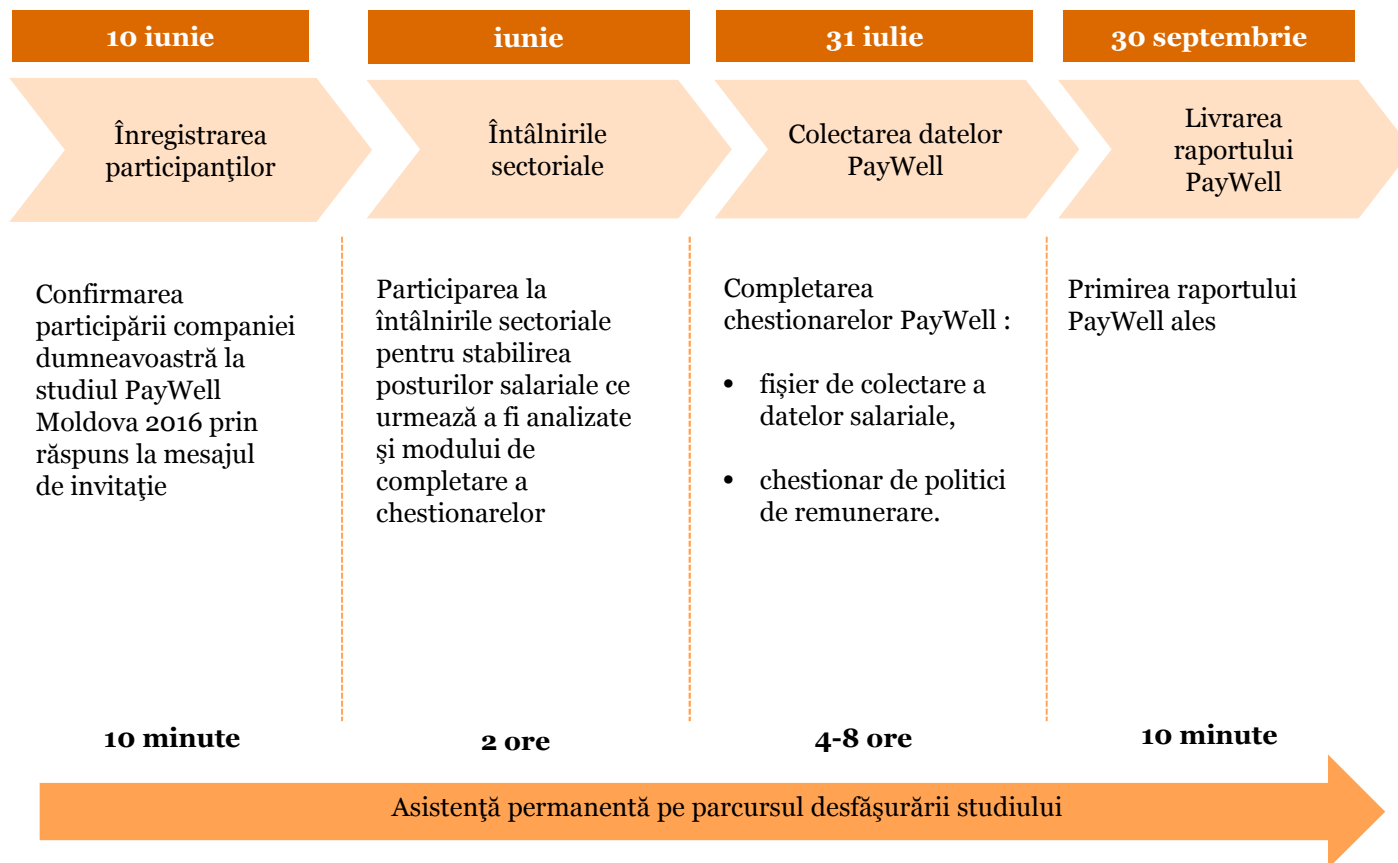 10 iunie
iunie
31 iulie
30 septembrie
Înregistrarea
participanţilor
Întâlnirile
sectoriale
Colectarea datelor
PayWell
Livrarea
raportului
PayWell
Confirmarea
participării companiei
dumneavoastră la
studiul PayWell
Moldova 2016 prin
răspuns la mesajul
de invitaţie
Participarea la
întâlnirile sectoriale
pentru stabilirea
posturilor salariale ce
urmează a fi analizate
şi modului de
completare a
chestionarelor
Completarea
chestionarelor PayWell :
• fișier de colectare a
datelor salariale,
• chestionar de politici
de remunerare.
Primirea raportului
PayWell ales
10 minute
2 ore
4-8 ore
10 minute
Asistenţă permanentă pe parcursul desfăşurării studiului